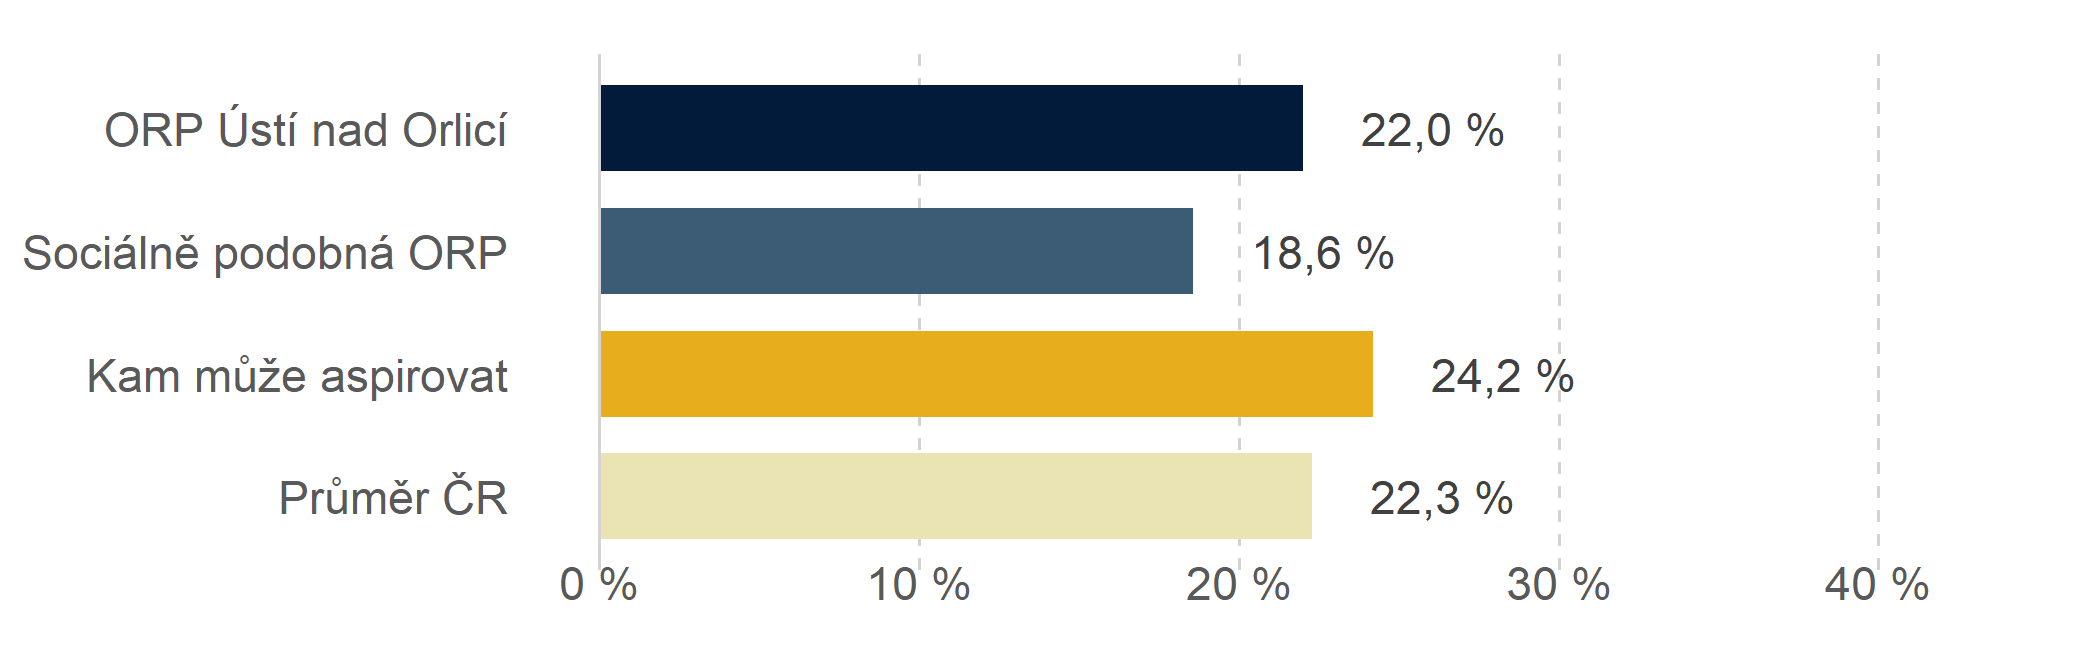 ORP Ústí nad Orlicí 22,0 %
Sociálně podobná ORP 18,6 %
Kam může aspirovat 24,2 %
Průměr ČR 22,3 %
0 % 10 % 20 % 30 % 40 %